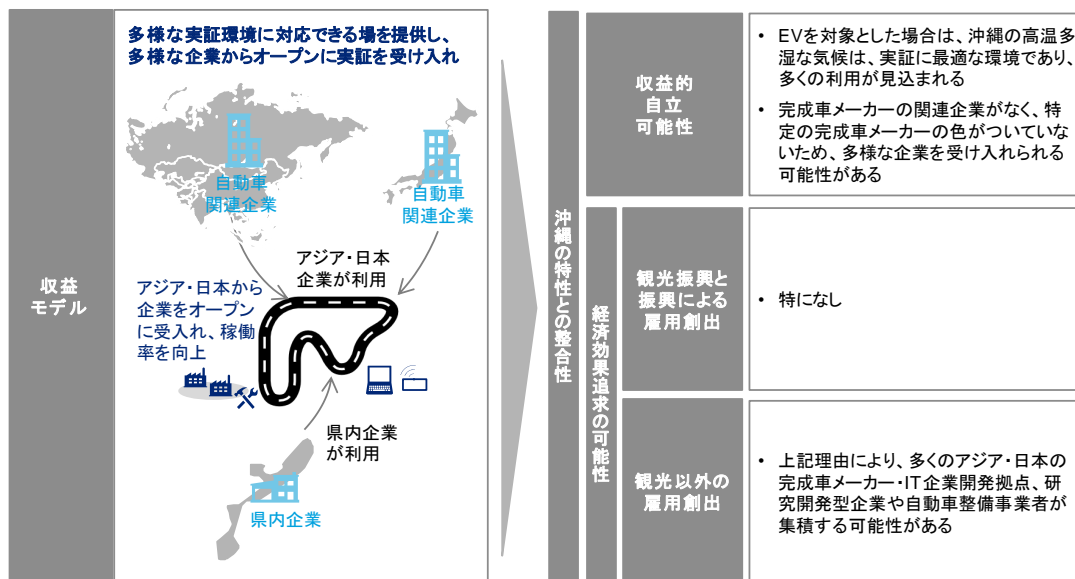 収益
モデル
多様な実証環境に対応できる場を提供し、
多様な企業からオープンに実証を受け入れ
自動車
関連企業
自動車
関連企業
アジア・日本
企業が利用
アジア・日本から
企業をオープン
に受入れ、稼働
率を向上
県内企業
が利用
県内企業
沖縄の特性との整合性
収益的
自立
可能性
• EVを対象とした場合は、沖縄の高温多
湿な気候は、実証に最適な環境であり、
多くの利用が見込まれる
• 完成車メーカーの関連企業がなく、特
定の完成車メーカーの色がついていな
いため、多様な企業を受け入れられる
可能性がある
経済効果追求の可能性
観光振興と
振興による
雇用創出
• 特になし
観光以外の
雇用創出
• 上記理由により、多くのアジア・日本の
完成車メーカー・IT企業開発拠点、研
究開発型企業や自動車整備事業者が
集積する可能性がある